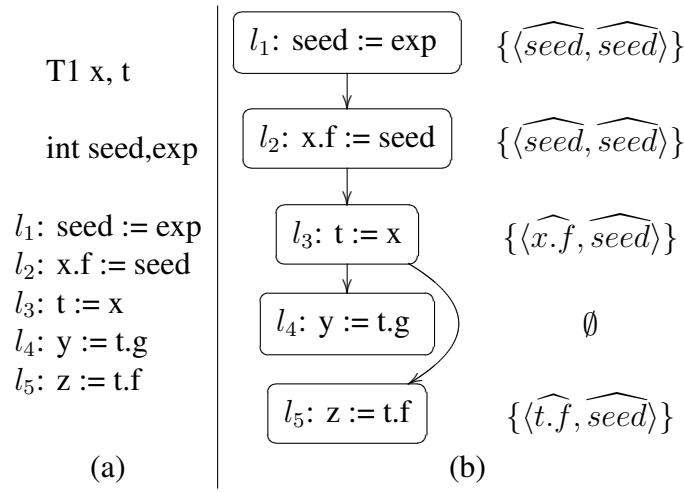 T1 x, t
int seed,exp
l₁: seed := exp
l₂: x.f := seed
l₃: t := x
l₄: y := t.g
l₅: z := t.f
(a)
l₁: seed := exp {⟨seed, seed⟩}
l₂: x.f := seed {⟨seed, seed⟩}
l₃: t := x {⟨x.f, seed⟩}
l₄: y := t.g ∅
l₅: z := t.f {⟨t.f, seed⟩}
(b)